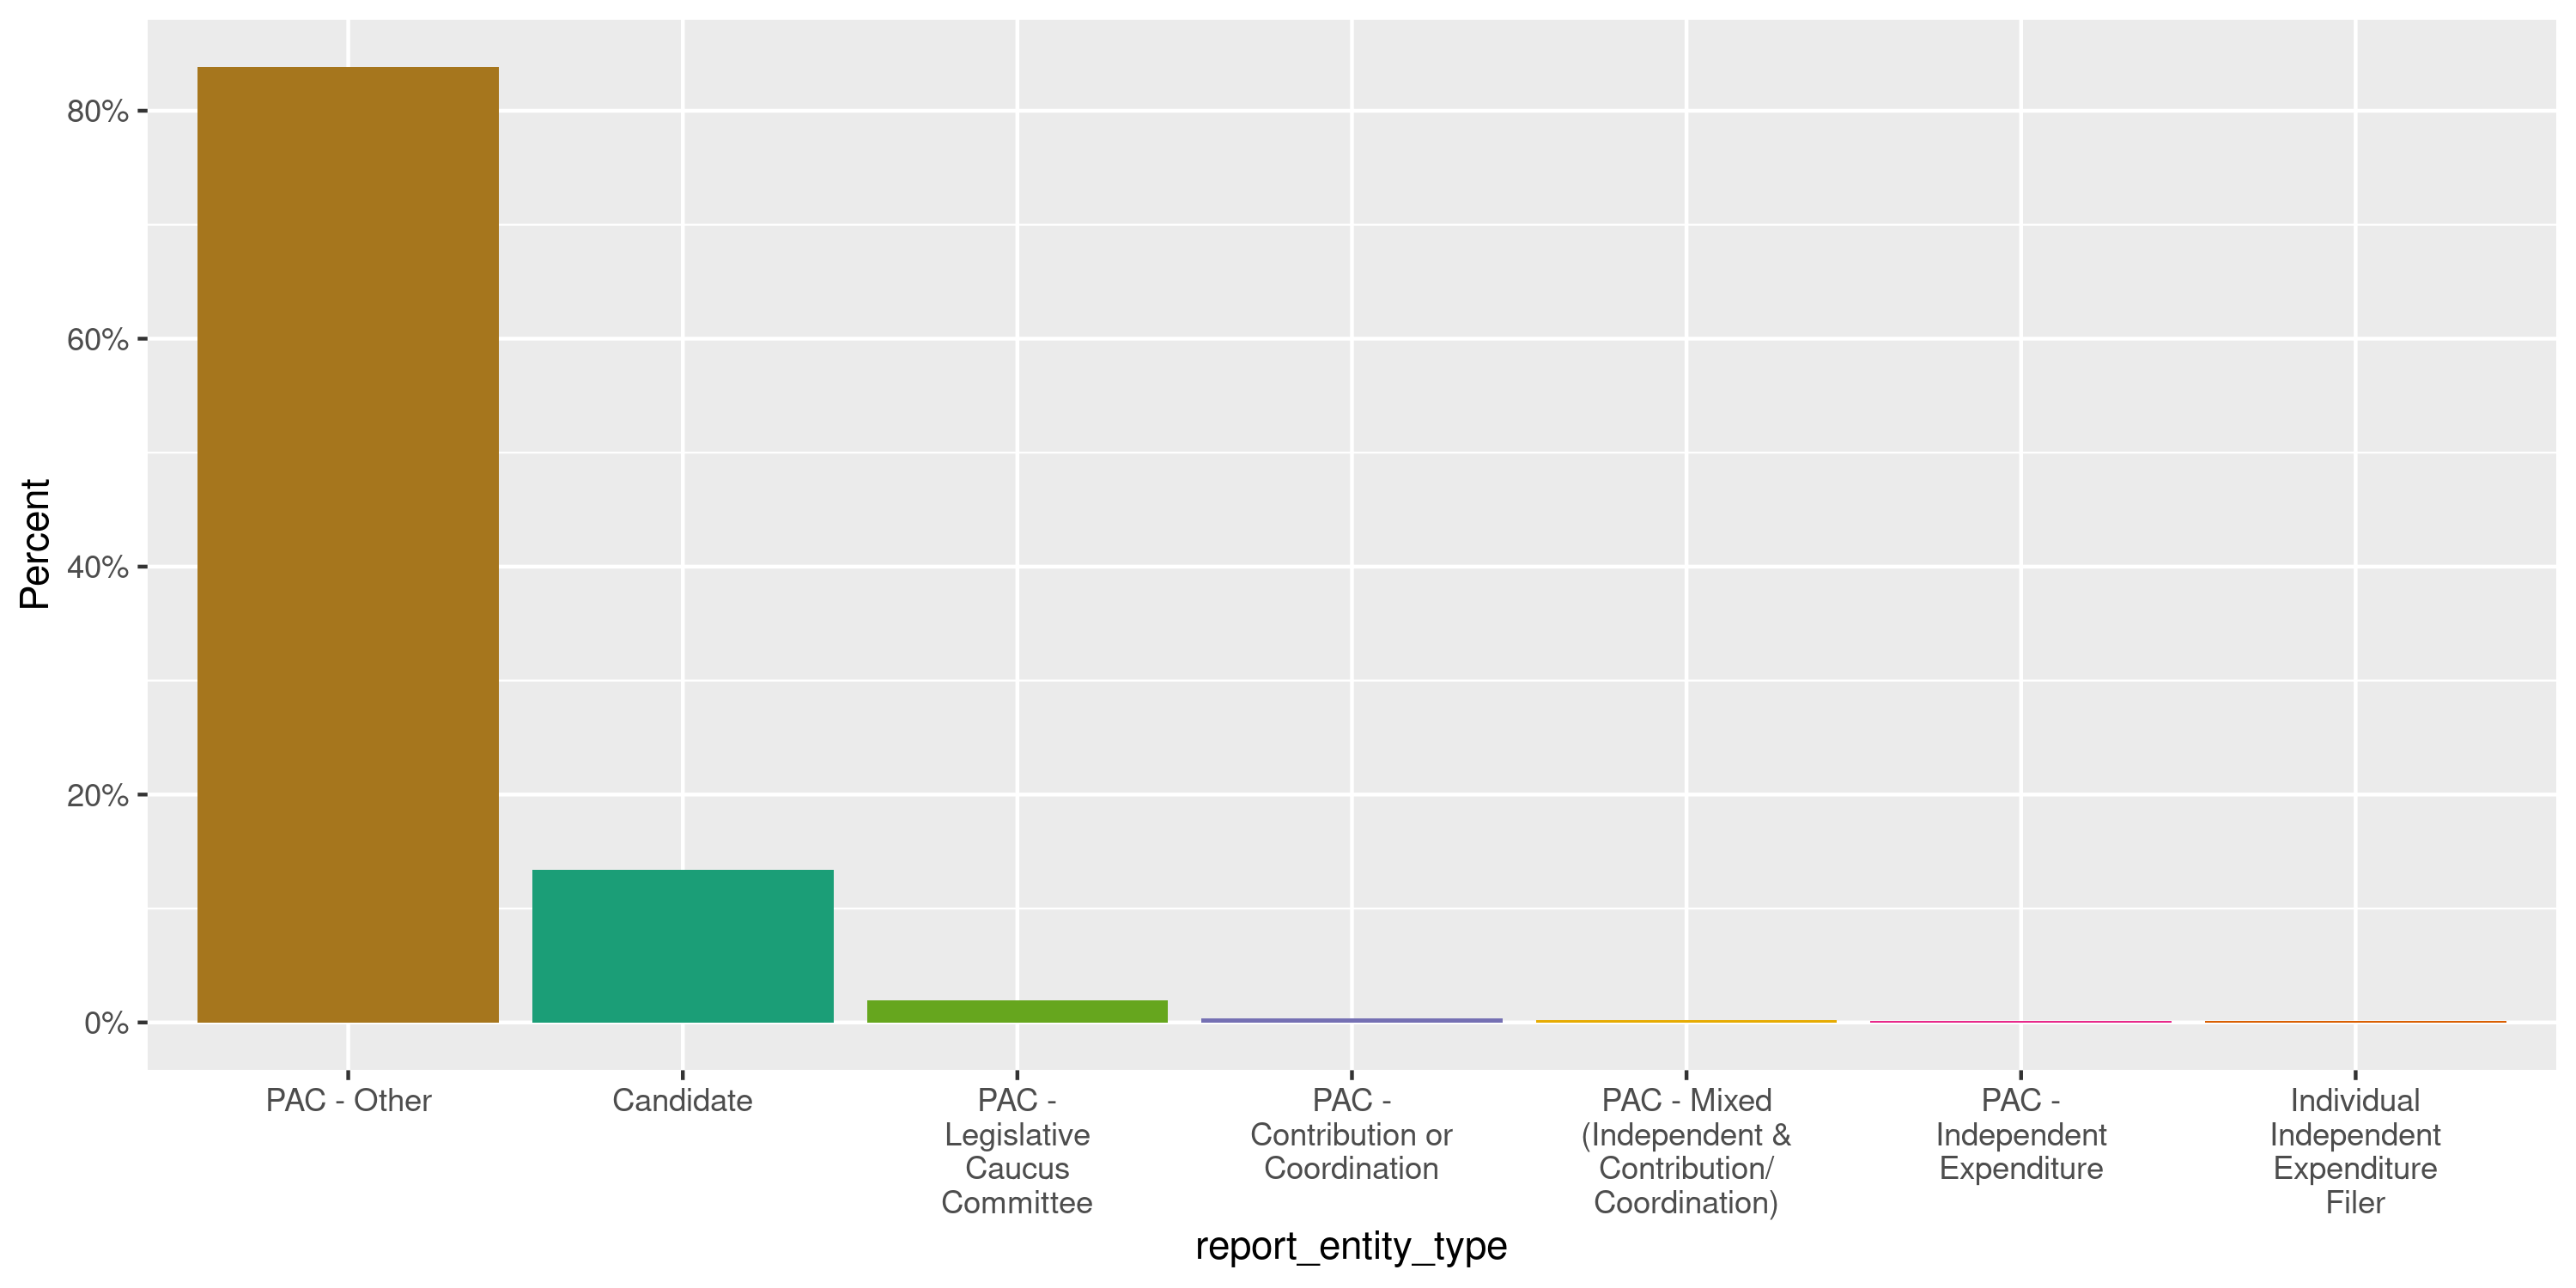 80%
60%
40%
20%
0%
Percent
PAC - Other
Candidate
PAC -
Legislative
Caucus
Committee
PAC -
Contribution or
Coordination
PAC - Mixed
(Independent &
Contribution/
Coordination)
PAC -
Independent
Expenditure
Individual
Independent
Expenditure
Filer
report_entity_type